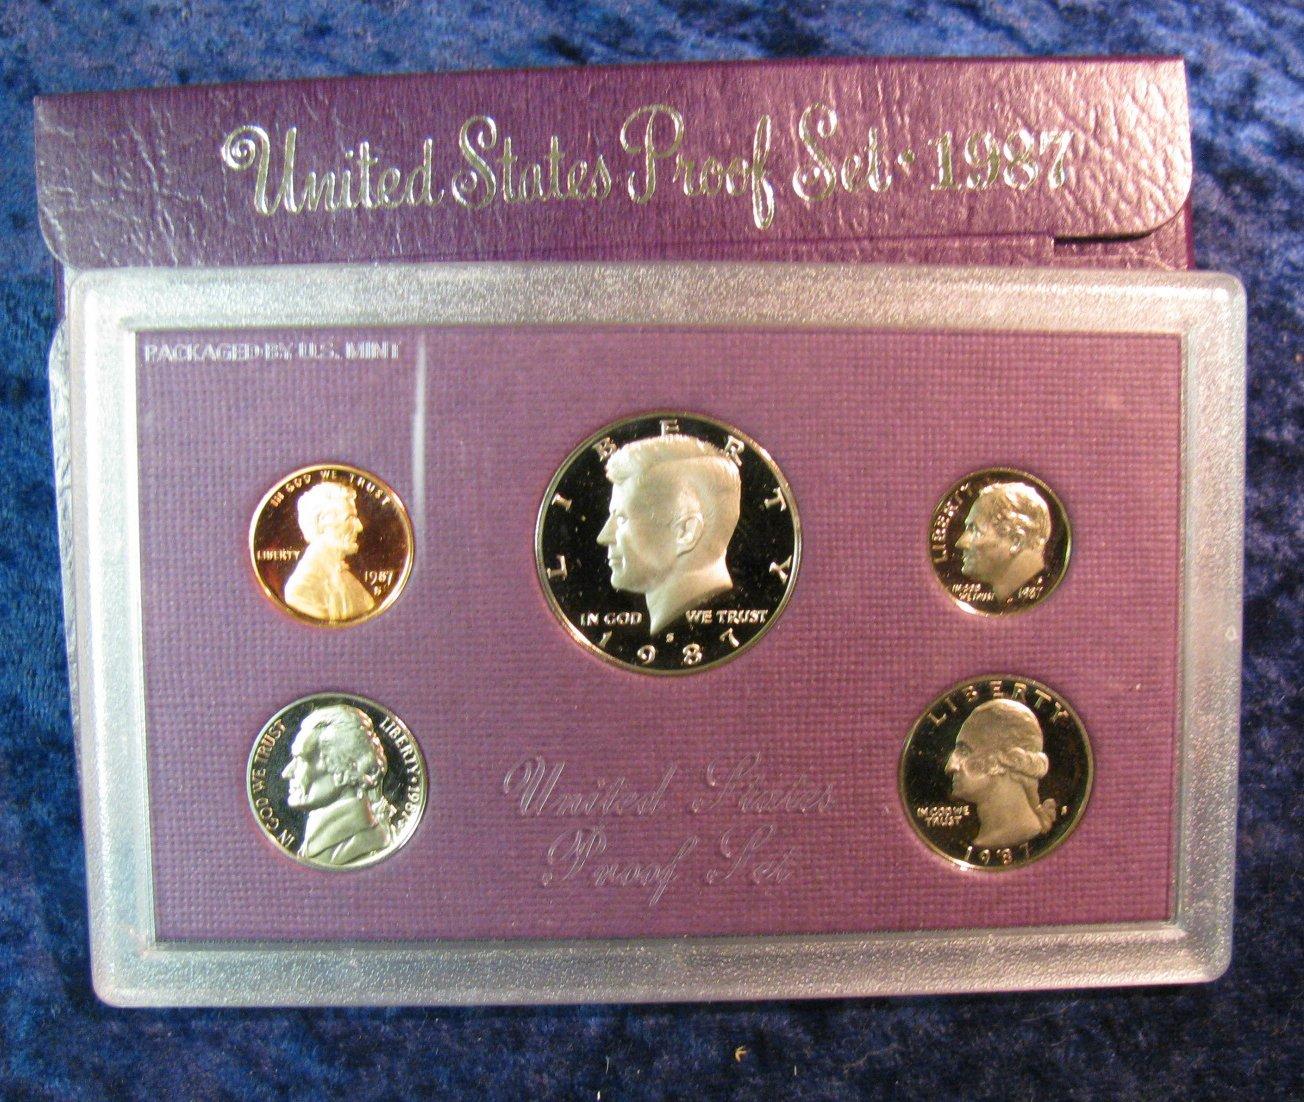 United States Proof Set · 1987
PACKAGED BY U.S. MINT
IN GOD WE TRUST
LIBERTY
1987
S
LIBERTY
IN GOD WE TRUST
S
1987
LIBERTY
IN GOD
WE TRUST
1987
IN GOD WE TRUST
LIBERTY · 1987
LIBERTY
IN GOD WE
TRUST
S
1987
United States
Proof Set